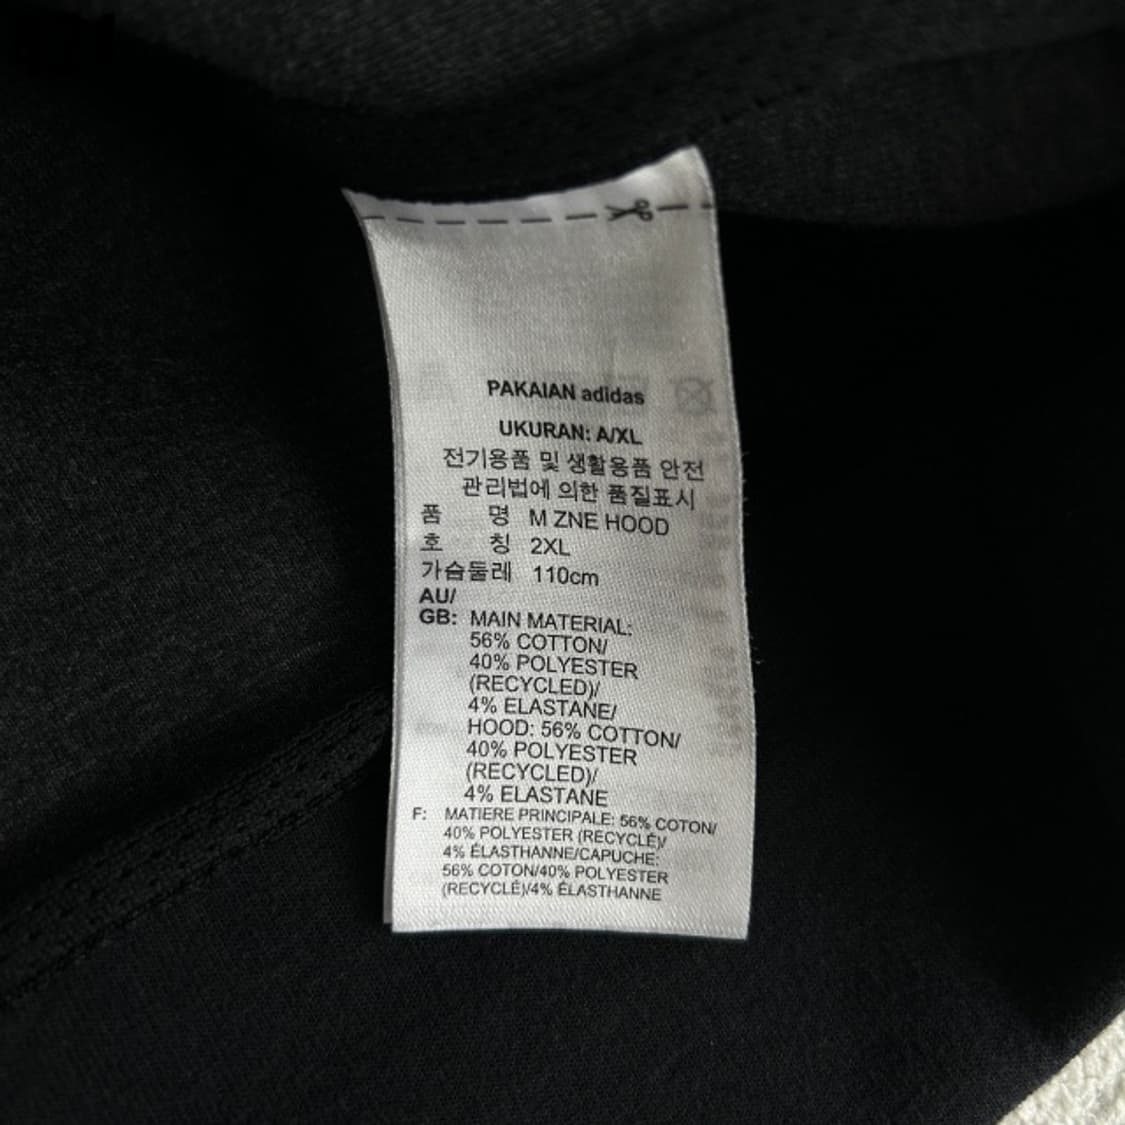 PAKAIAN adidas
UKURAN: A/XL
전기용품 및 생활용품 안전
관리법에 의한 품질표시
품 명 M ZNE HOOD
호 칭 2XL
가슴둘레 110cm
AU/
GB: MAIN MATERIAL:
56% COTTON/
40% POLYESTER
(RECYCLED)/
4% ELASTANE/
HOOD: 56% COTTON/
40% POLYESTER
(RECYCLED)/
4% ELASTANE
F: MATIERE PRINCIPALE: 56% COTON/
40% POLYESTER (RECYCLÉ)/
4% ÉLASTHANNE/CAPUCHE:
56% COTON/40% POLYESTER
(RECYCLÉ)/4% ÉLASTHANNE